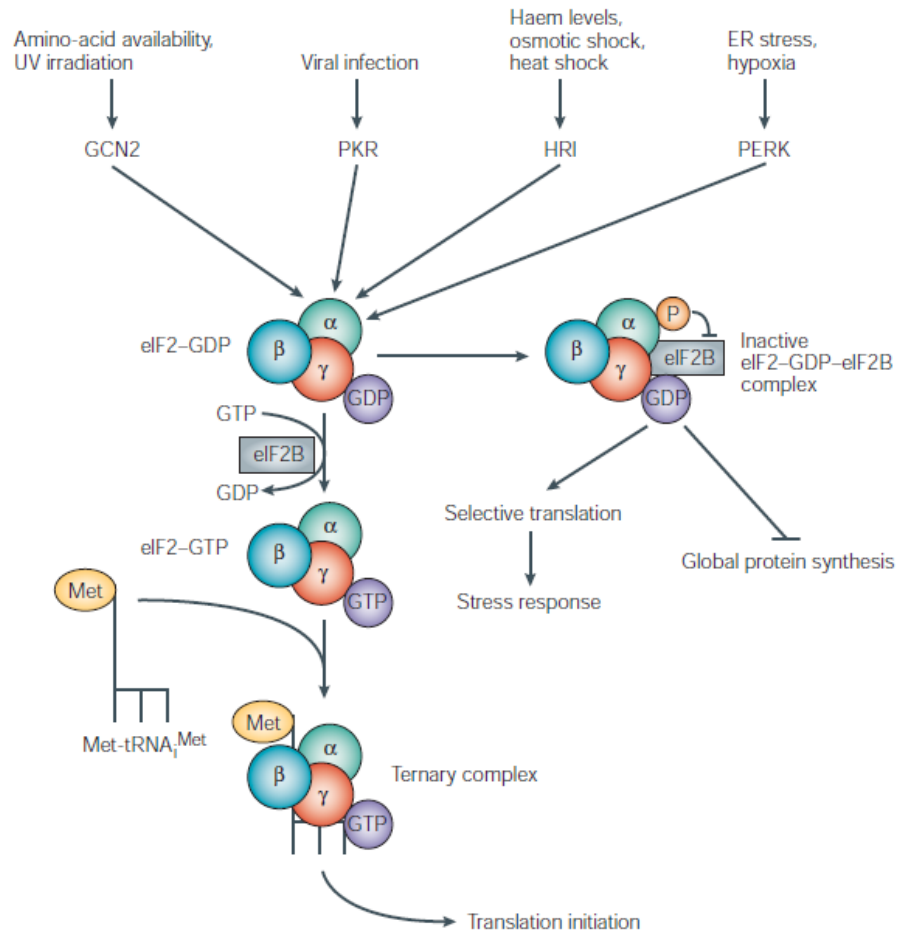 Amino-acid availability,
UV irradiation
Viral infection
Haem levels,
osmotic shock,
heat shock
ER stress,
hypoxia
GCN2
PKR
HRI
PERK
eIF2–GDP
α
β
γ
GDP
α
P
β
γ
eIF2B
GDP
Inactive
eIF2–GDP–eIF2B
complex
GTP
eIF2B
GDP
Selective translation
Stress response
Global protein synthesis
eIF2–GTP
α
β
γ
GTP
Met
Met-tRNAiMet
Met
α
β
γ
GTP
Ternary complex
Translation initiation